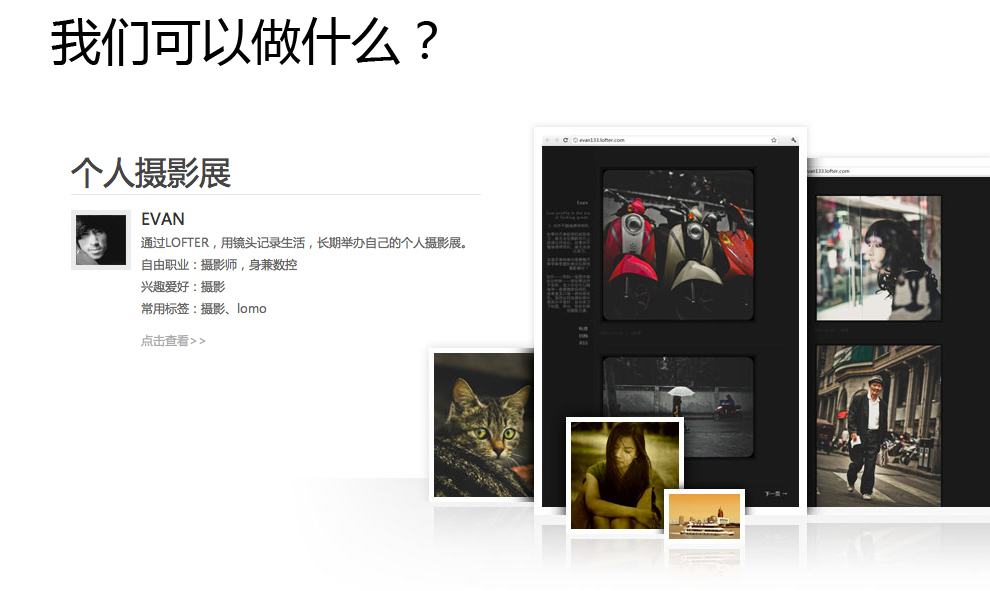 我们可以做什么？
个人摄影展
EVAN
通过LOFTER，用镜头记录生活，长期举办自己的个人摄影展。
自由职业：摄影师，身兼数控
兴趣爱好：摄影
常用标签：摄影、lomo
点击查看>>
evan133.lofter.com
Evan
RSS
下一页 →
evan133.lofter.com